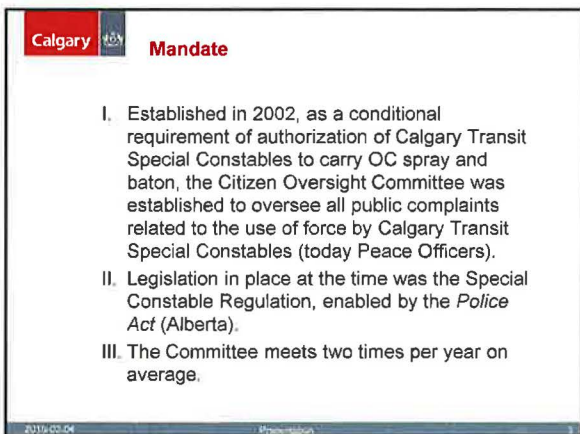 Calgary
Mandate
I. Established in 2002, as a conditional
requirement of authorization of Calgary Transit
Special Constables to carry OC spray and
baton, the Citizen Oversight Committee was
established to oversee all public complaints
related to the use of force by Calgary Transit
Special Constables (today Peace Officers).
II. Legislation in place at the time was the Special
Constable Regulation, enabled by the Police
Act (Alberta).
III. The Committee meets two times per year on
average.
Presentation